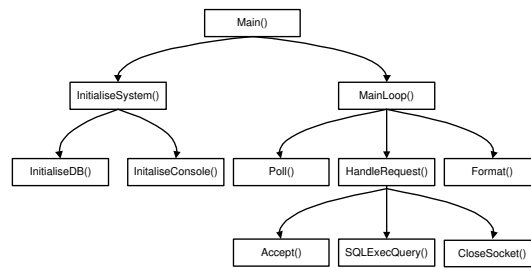 Main()
InitialiseSystem()
MainLoop()
InitialiseDB()
InitaliseConsole()
Poll()
HandleRequest()
Format()
Accept()
SQLExecQuery()
CloseSocket()